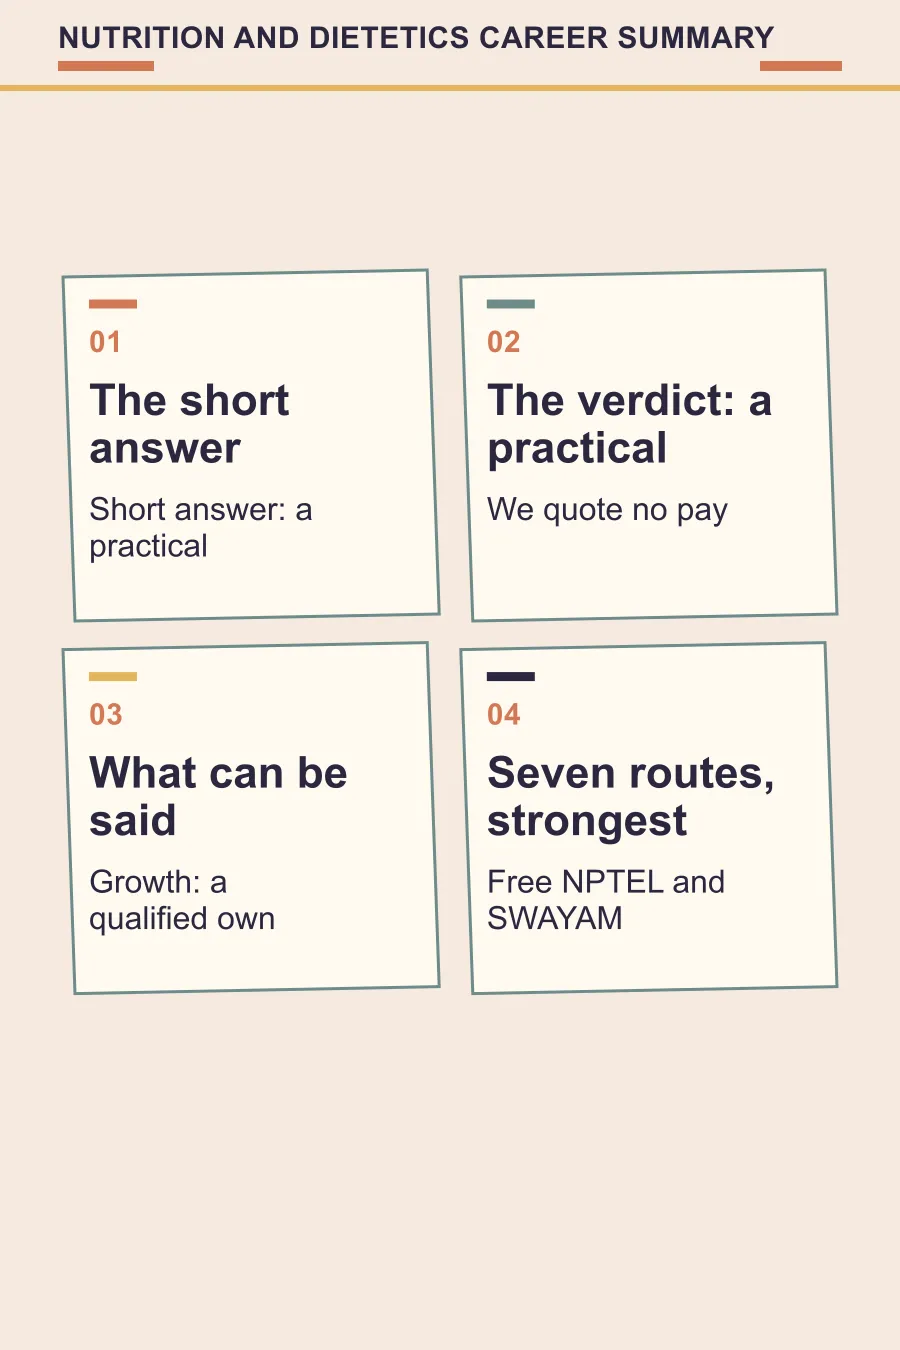 NUTRITION AND DIETETICS CAREER SUMMARY
01
The short
answer
Short answer: a
practical
02
The verdict: a
practical
We quote no pay
03
What can be
said
Growth: a
qualified own
04
Seven routes,
strongest
Free NPTEL and
SWAYAM